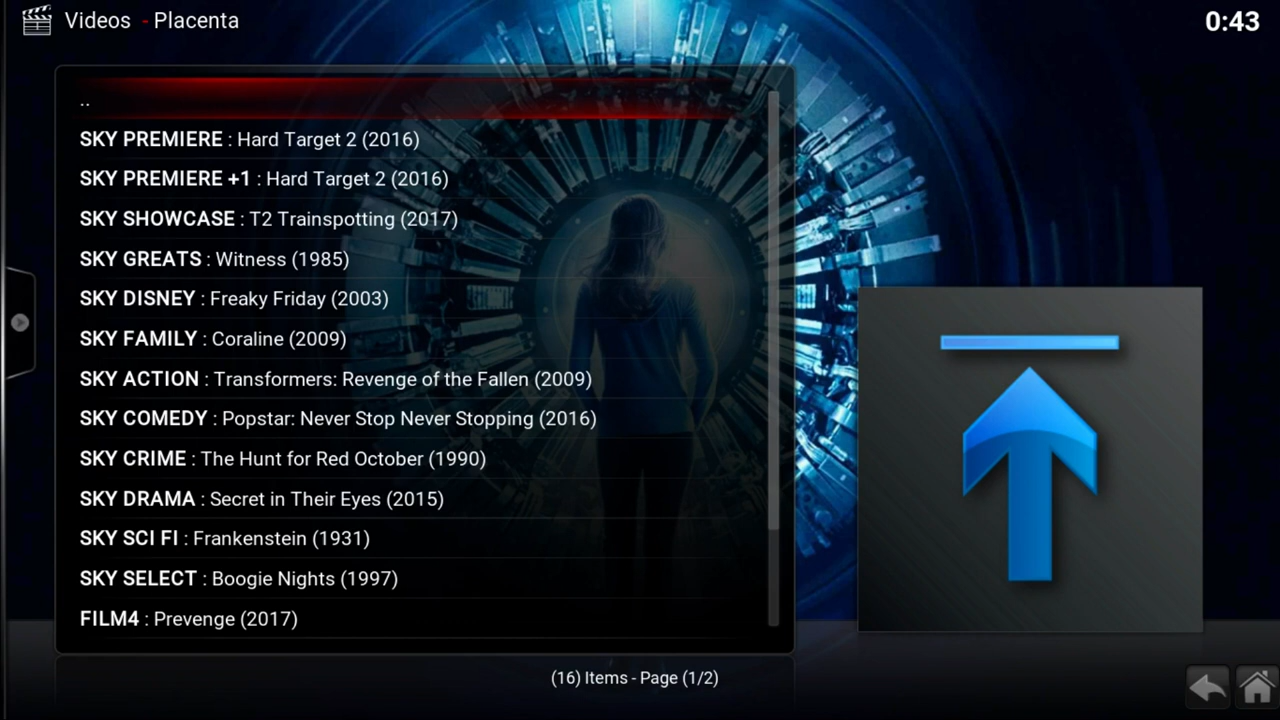 Videos - Placenta
0:43
..
SKY PREMIERE : Hard Target 2 (2016)
SKY PREMIERE +1 : Hard Target 2 (2016)
SKY SHOWCASE : T2 Trainspotting (2017)
SKY GREATS : Witness (1985)
SKY DISNEY : Freaky Friday (2003)
SKY FAMILY : Coraline (2009)
SKY ACTION : Transformers: Revenge of the Fallen (2009)
SKY COMEDY : Popstar: Never Stop Never Stopping (2016)
SKY CRIME : The Hunt for Red October (1990)
SKY DRAMA : Secret in Their Eyes (2015)
SKY SCI FI : Frankenstein (1931)
SKY SELECT : Boogie Nights (1997)
FILM4 : Prevenge (2017)
(16) Items - Page (1/2)